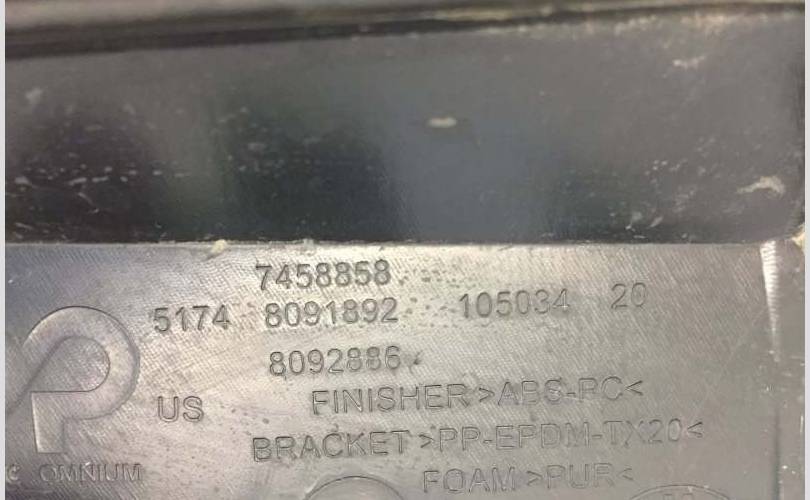 7458858
5174 8091892 105034 20
8092886
US FINISHER >ABS-PC<
BRACKET >PP-EPDM-TX20<
OMNIUM FOAM >PUR<